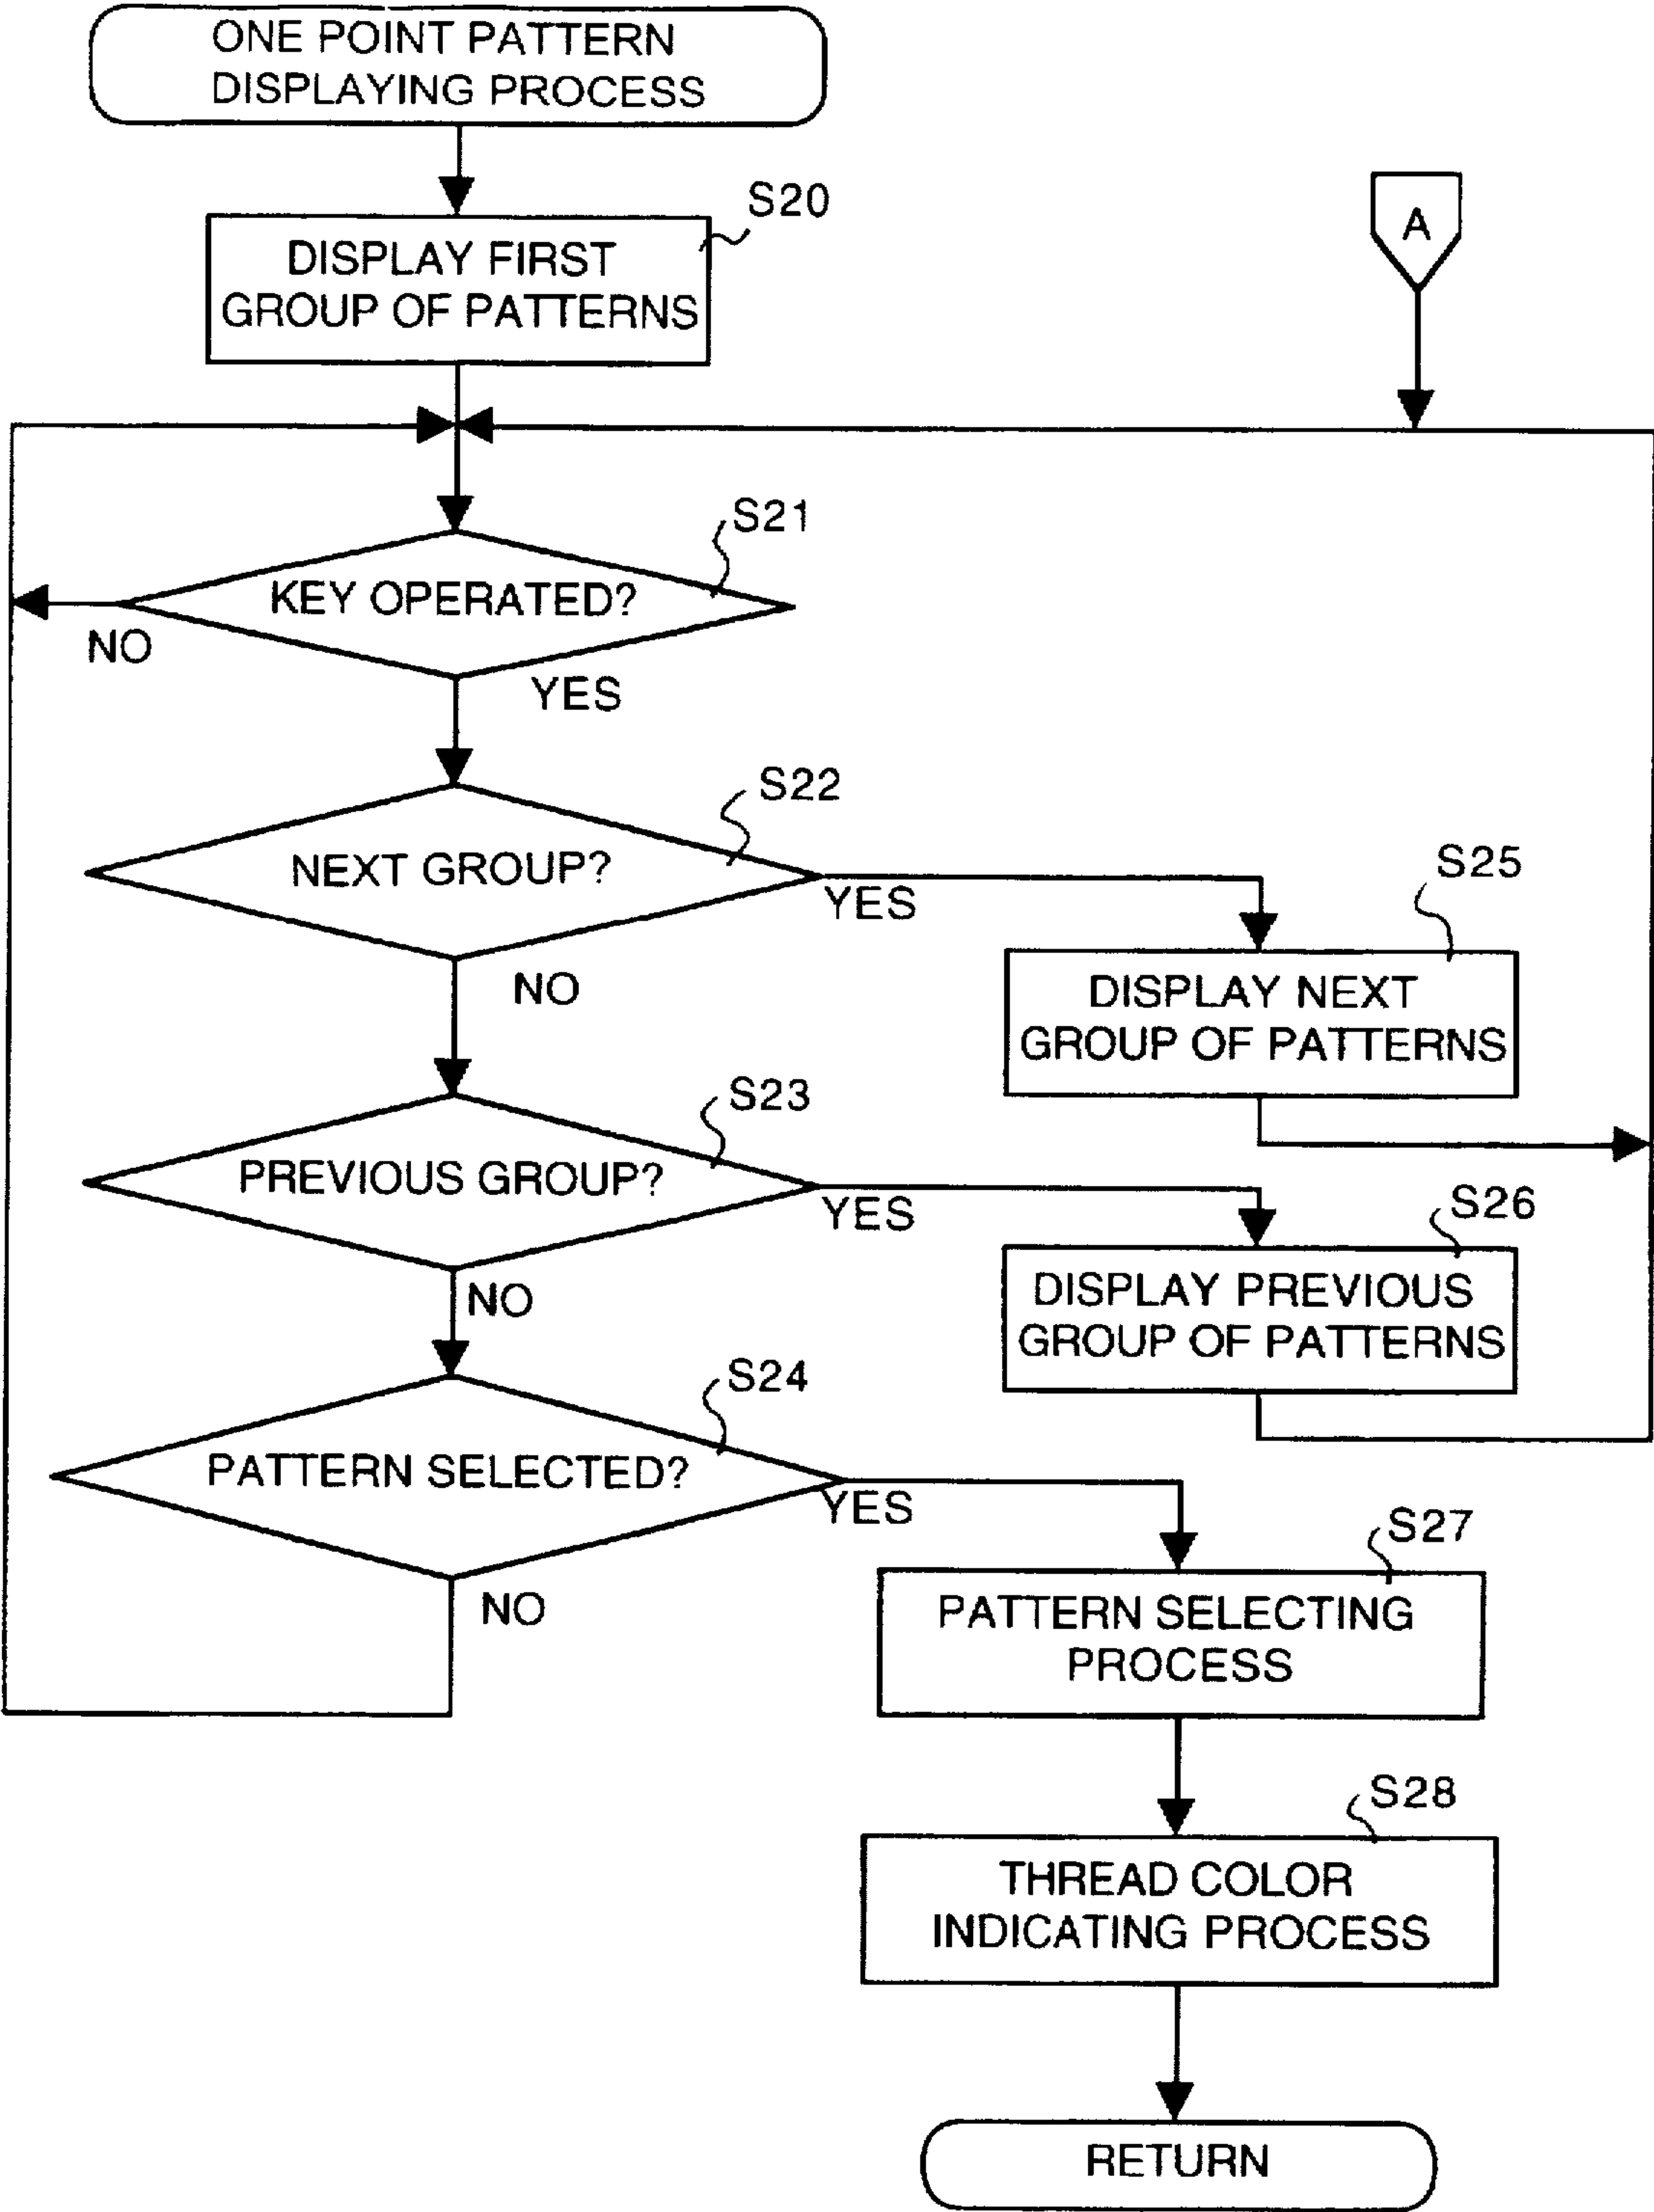 ONE POINT PATTERN
DISPLAYING PROCESS
S20
DISPLAY FIRST
GROUP OF PATTERNS
A
S21
KEY OPERATED?
NO
YES
S22
NEXT GROUP?
YES
NO
S25
DISPLAY NEXT
GROUP OF PATTERNS
S23
PREVIOUS GROUP?
YES
NO
S26
DISPLAY PREVIOUS
GROUP OF PATTERNS
S24
PATTERN SELECTED?
YES
NO
S27
PATTERN SELECTING
PROCESS
S28
THREAD COLOR
INDICATING PROCESS
RETURN